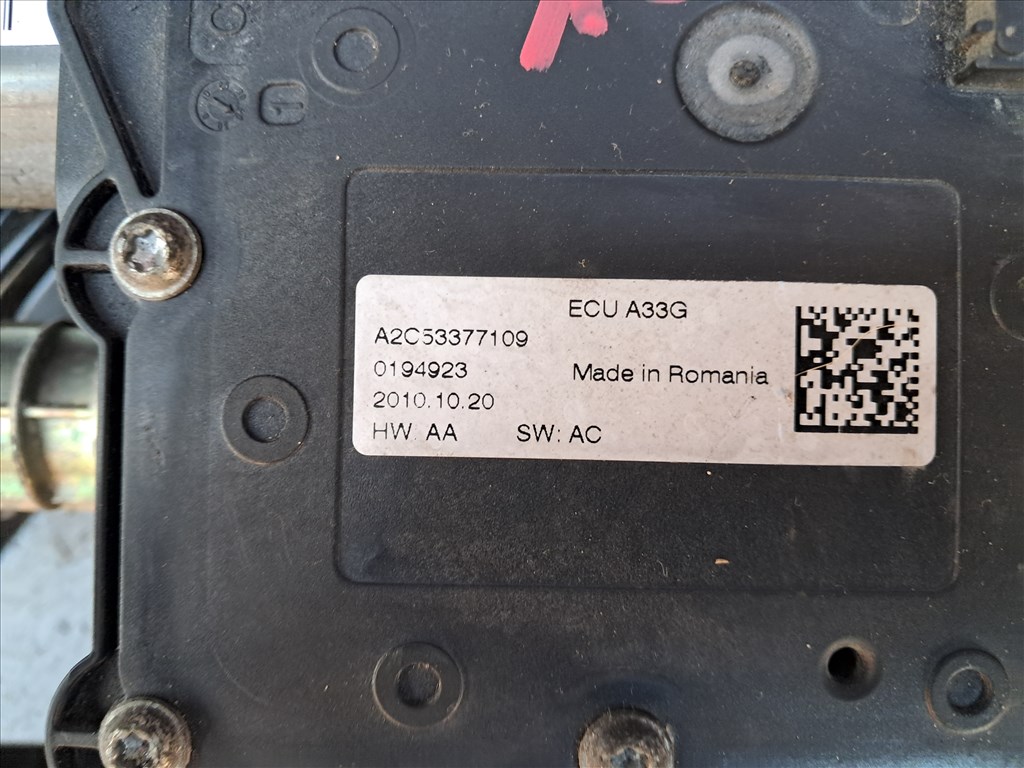 ECU A33G
A2C53377109
0194923
Made in Romania
2010.10.20
HW: AA SW: AC